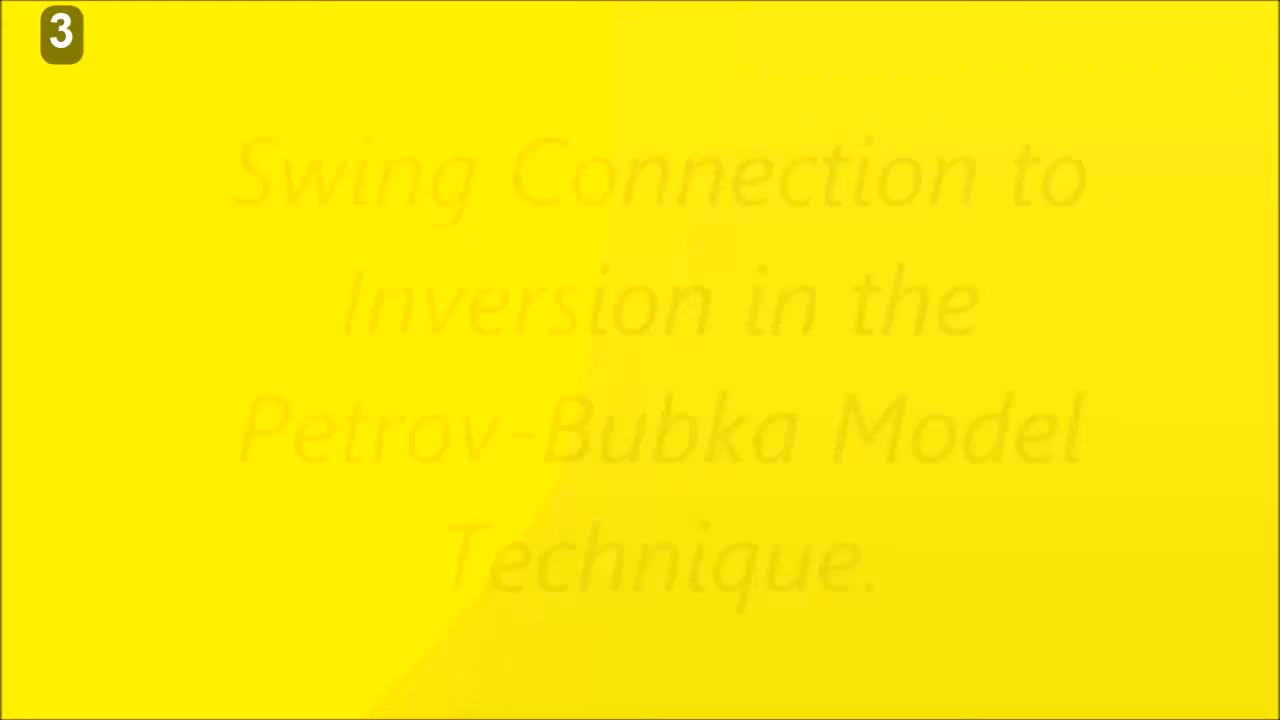 3
Swing Connection to
Inversion in the
Petrov-Bubka Model
Technique.